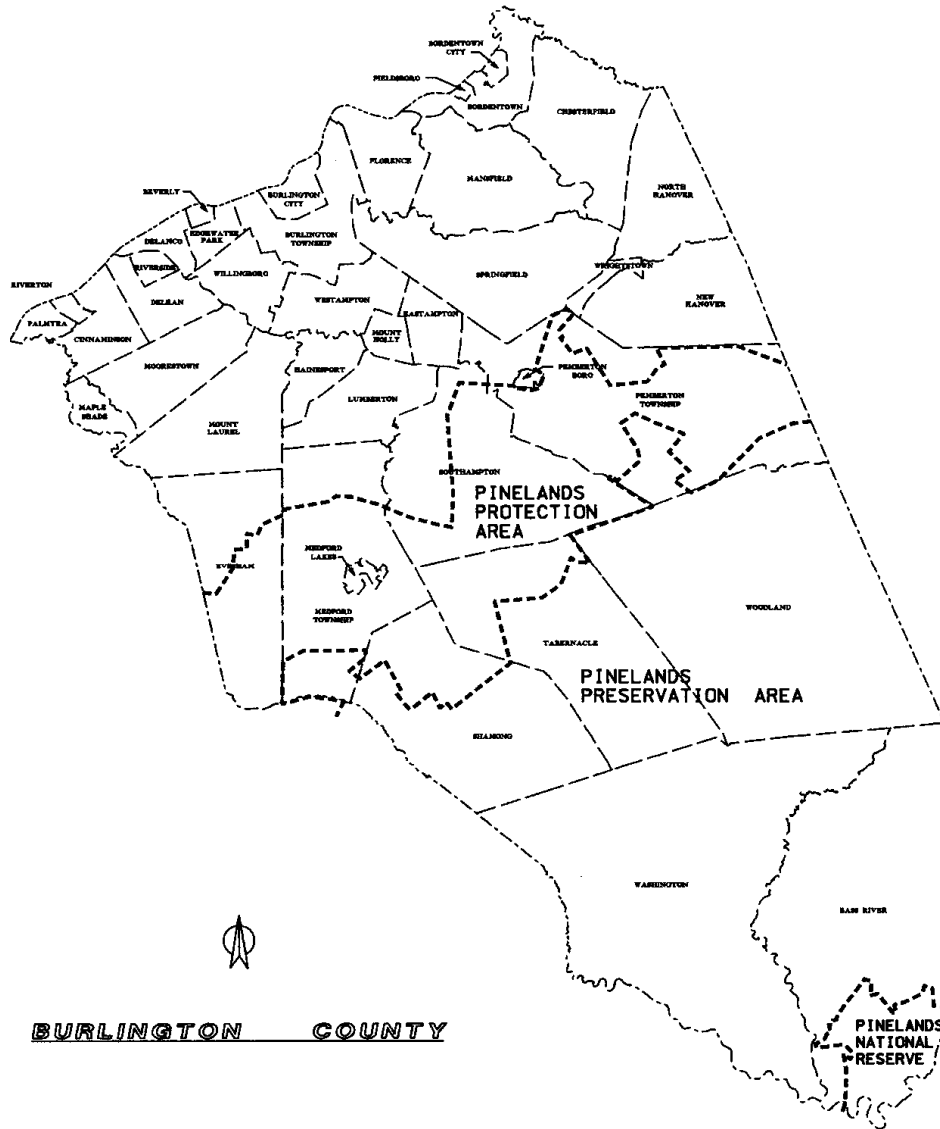 BORDENTOWN
CITY
FIELDSBORO
BORDENTOWN
CHESTERFIELD
FLORENCE
MANSFIELD
NORTH
HANOVER
BEVERLY
BURLINGTON
CITY
EDGEWATER
PARK
DELANCO
BURLINGTON
TOWNSHIP
RIVERSIDE
WILLINGBORO
SPRINGFIELD
WRIGHTSTOWN
RIVERTON
DELRAN
WESTAMPTON
NEW
HANOVER
EASTAMPTON
PALMYRA
CINNAMINSON
MOUNT
HOLLY
MOORESTOWN
HAINESPORT
PEMBERTON
BORO
LUMBERTON
PEMBERTON
TOWNSHIP
MAPLE
SHADE
MOUNT
LAUREL
SOUTHAMPTON
PINELANDS
PROTECTION
AREA
MEDFORD
LAKES
EVESHAM
MEDFORD
TOWNSHIP
WOODLAND
TABERNACLE
PINELANDS
PRESERVATION AREA
SHAMONG
WASHINGTON
BASS RIVER
BURLINGTON COUNTY
PINELANDS
NATIONAL
RESERVE